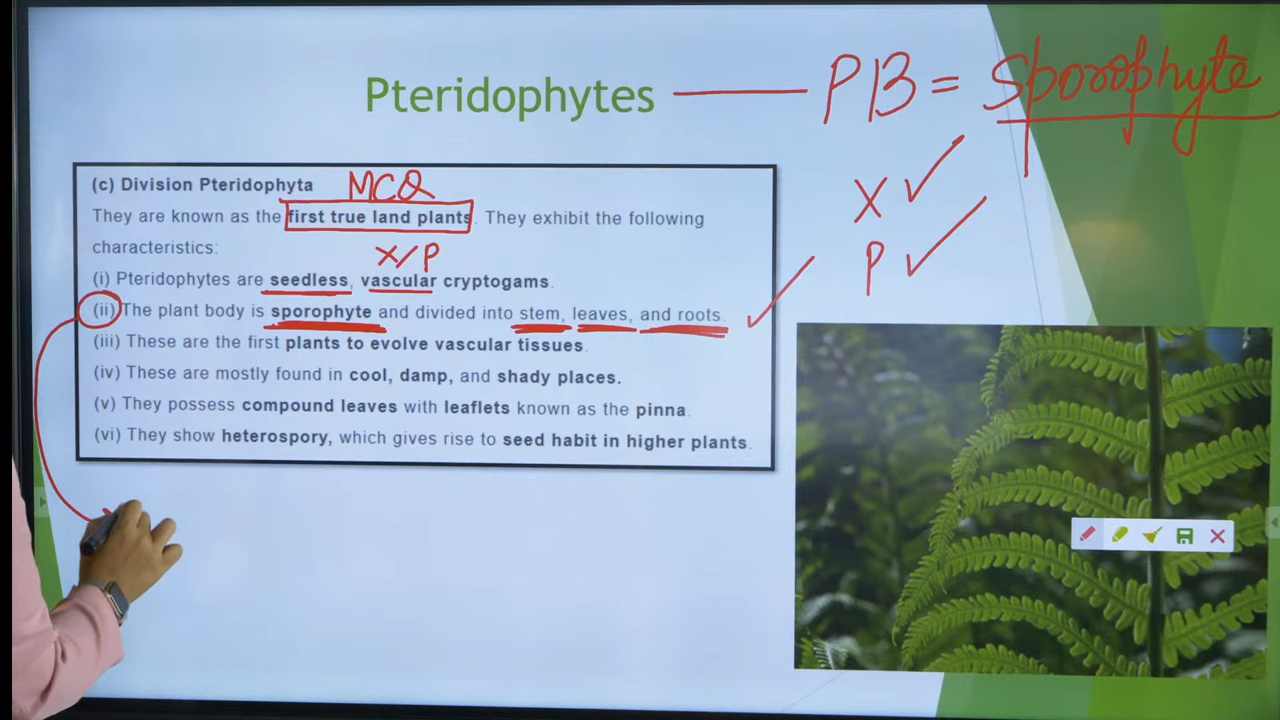 Pteridophytes — PB = Sporophyte
X ✓
P ✓
(c) Division Pteridophyta MCQ
They are known as the first true land plants. They exhibit the following
characteristics:
X/P
(i) Pteridophytes are seedless, vascular cryptogams.
(ii) The plant body is sporophyte and divided into stem, leaves, and roots.
(iii) These are the first plants to evolve vascular tissues.
(iv) These are mostly found in cool, damp, and shady places.
(v) They possess compound leaves with leaflets known as the pinna.
(vi) They show heterospory, which gives rise to seed habit in higher plants.